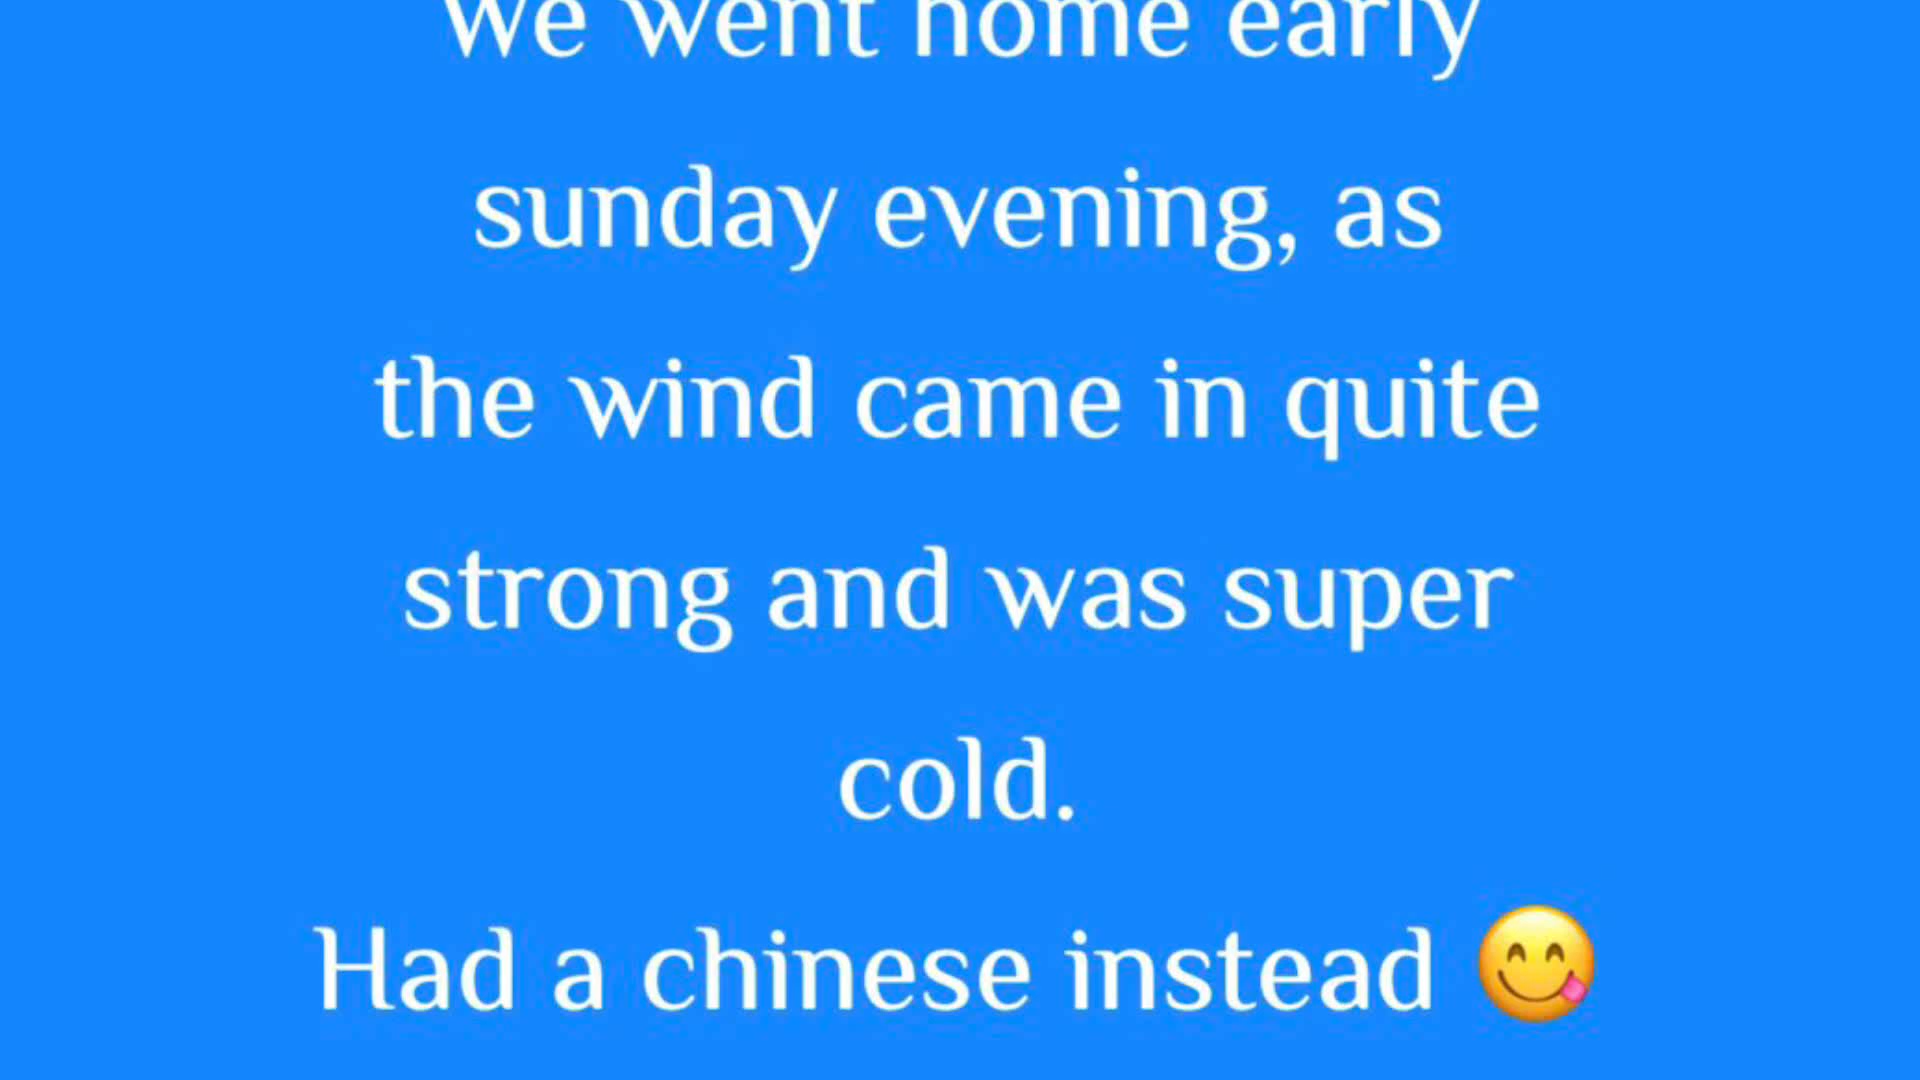 We went home early
sunday evening, as
the wind came in quite
strong and was super
cold.
Had a chinese instead 😋